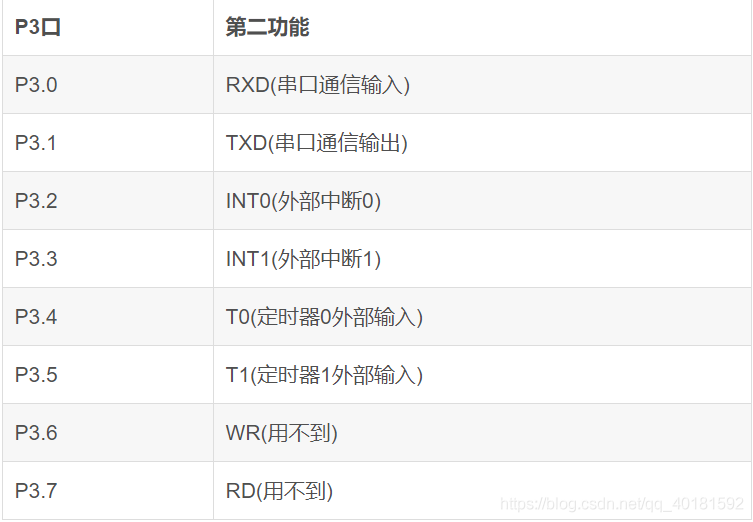 P3口 第二功能
P3.0 RXD(串口通信输入)
P3.1 TXD(串口通信输出)
P3.2 INT0(外部中断0)
P3.3 INT1(外部中断1)
P3.4 T0(定时器0外部输入)
P3.5 T1(定时器1外部输入)
P3.6 WR(用不到)
P3.7 RD(用不到)
https://blog.csdn.net/qq_40181592